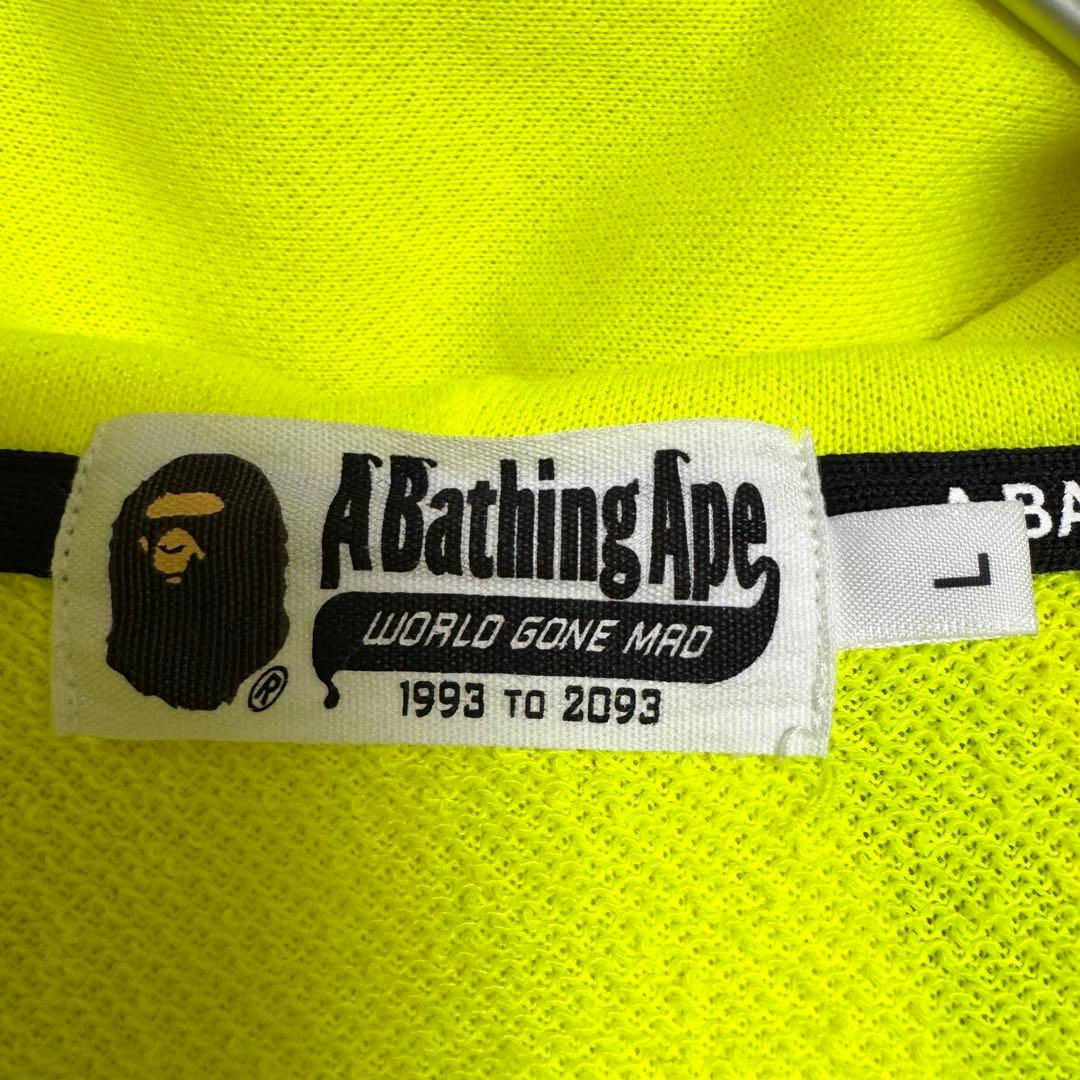 A Bathing Ape
WORLD GONE MAD
1993 TO 2093
®
L
A BA